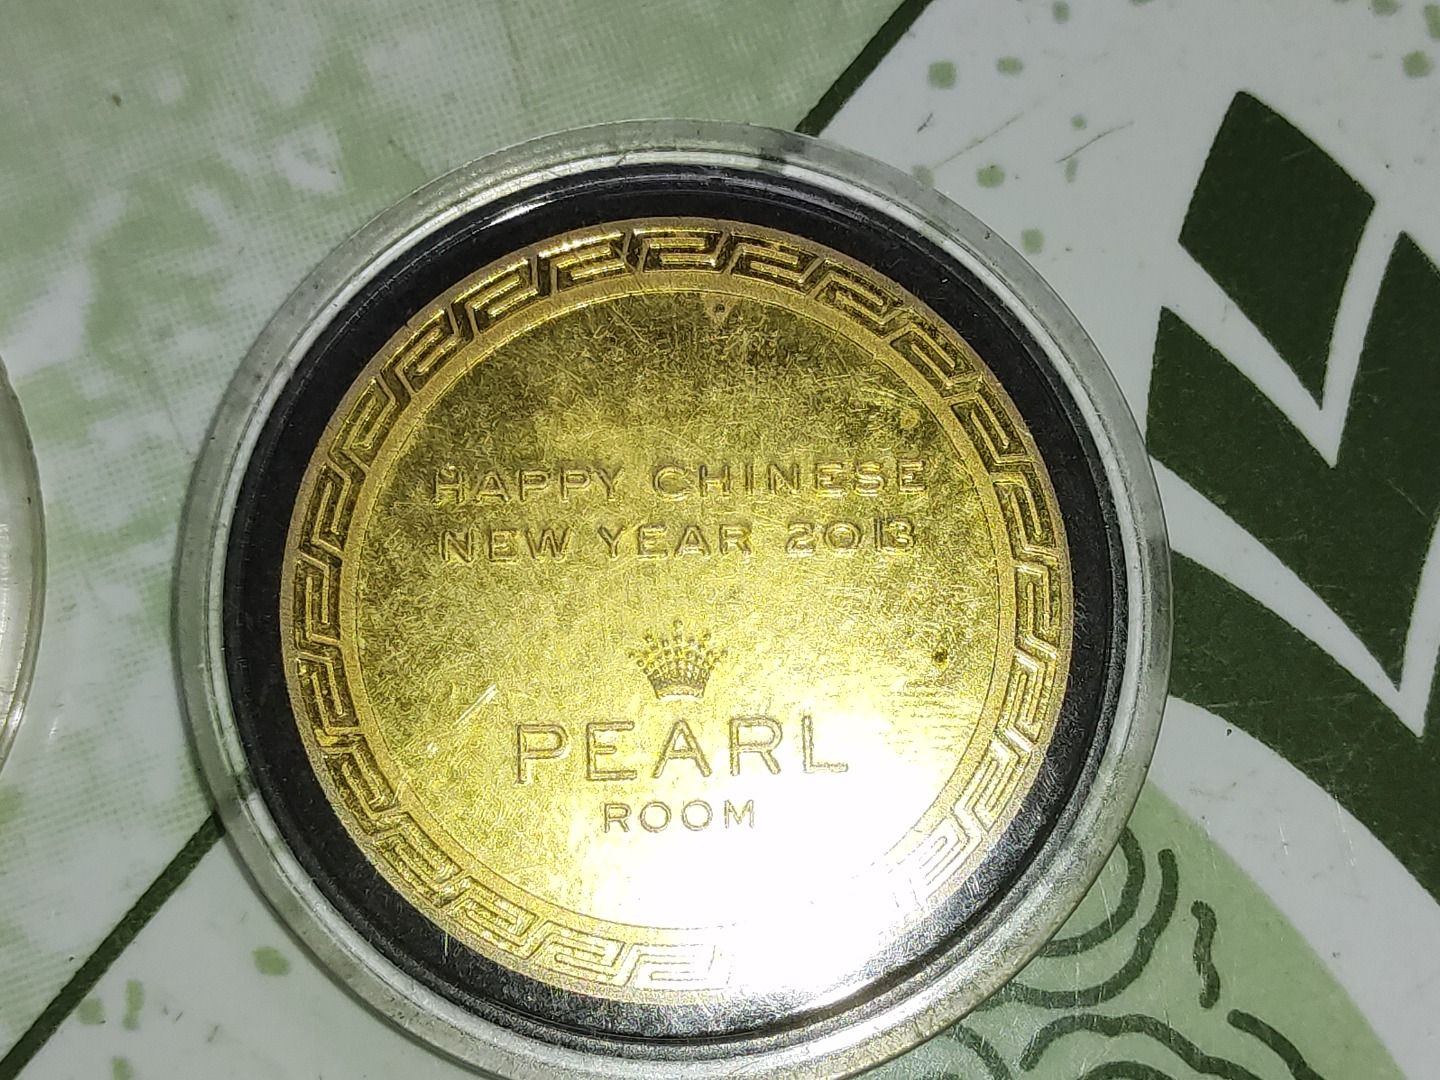 HAPPY CHINESE
NEW YEAR 2013
PEARL
ROOM